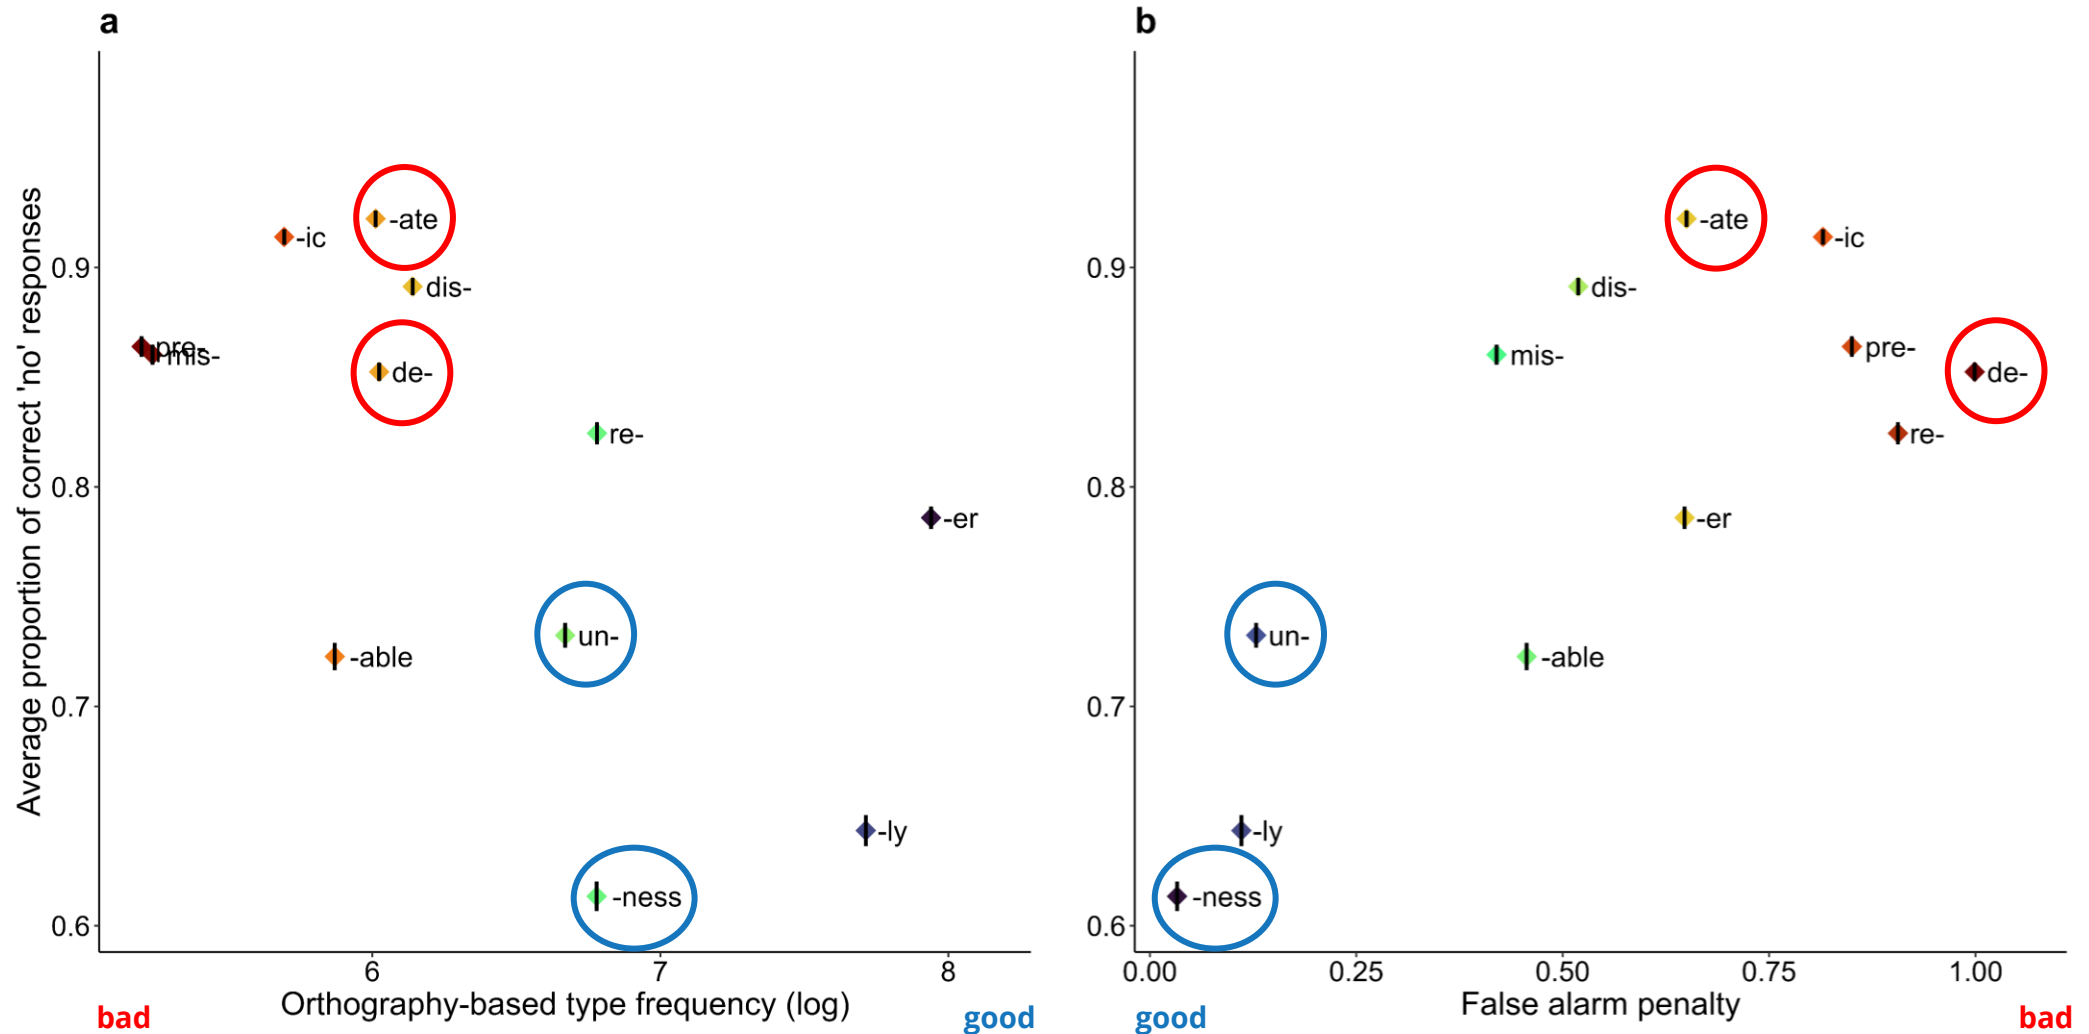 a
Average proportion of correct 'no' responses
0.9
0.8
0.7
0.6
-ate
-ic
dis-
pre-
mis-
de-
re-
-er
un-
-able
-ly
-ness
6
7
8
Orthography-based type frequency (log)
bad
good
b
0.9
0.8
0.7
0.6
-ate
-ic
dis-
pre-
mis-
de-
re-
-er
un-
-able
-ly
-ness
0.00
0.25
0.50
0.75
1.00
False alarm penalty
good
bad